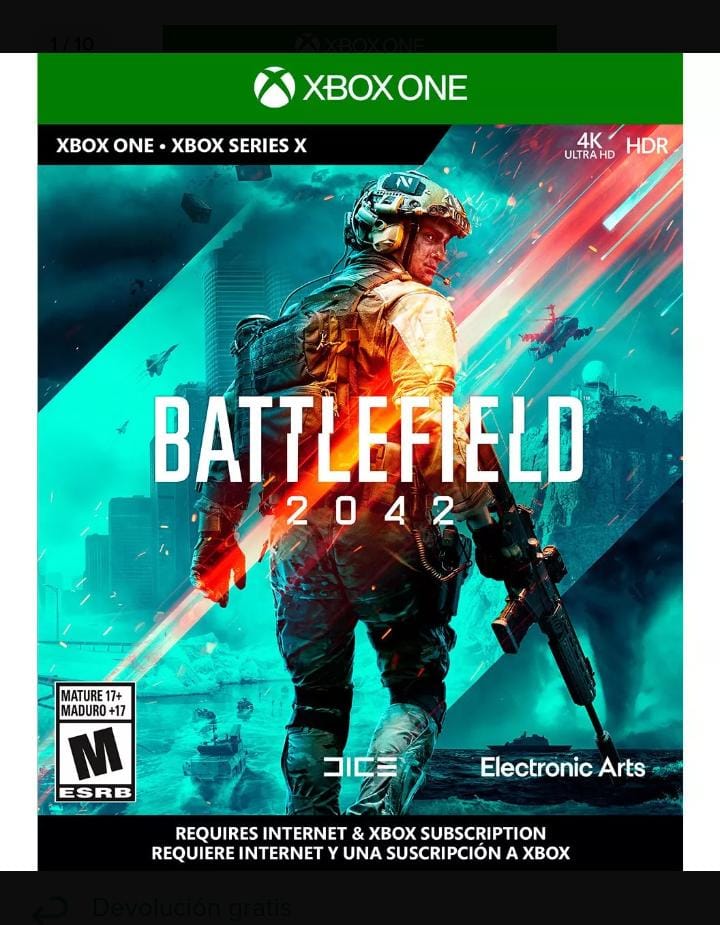 1 / 10
XBOX ONE
XBOX ONE
XBOX ONE • XBOX SERIES X
4K
ULTRA HD
HDR
N
BATTLEFIELD™
2042
MATURE 17+
MADURO +17
M
ESRB
DICE
Electronic Arts
REQUIRES INTERNET & XBOX SUBSCRIPTION
REQUIERE INTERNET Y UNA SUSCRIPCIÓN A XBOX
Devolución gratis